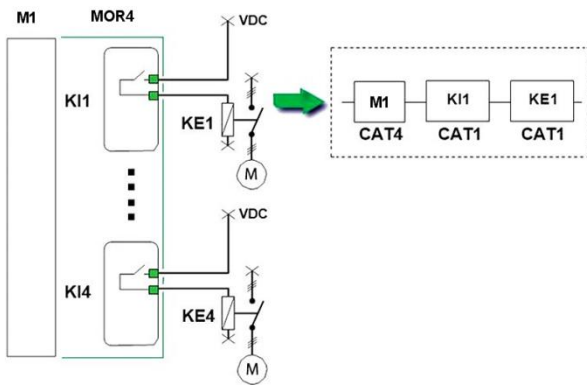 M1 MOR4
VDC
KI1
KE1
M
M1 KI1 KE1
CAT4 CAT1 CAT1
VDC
KI4
KE4
M